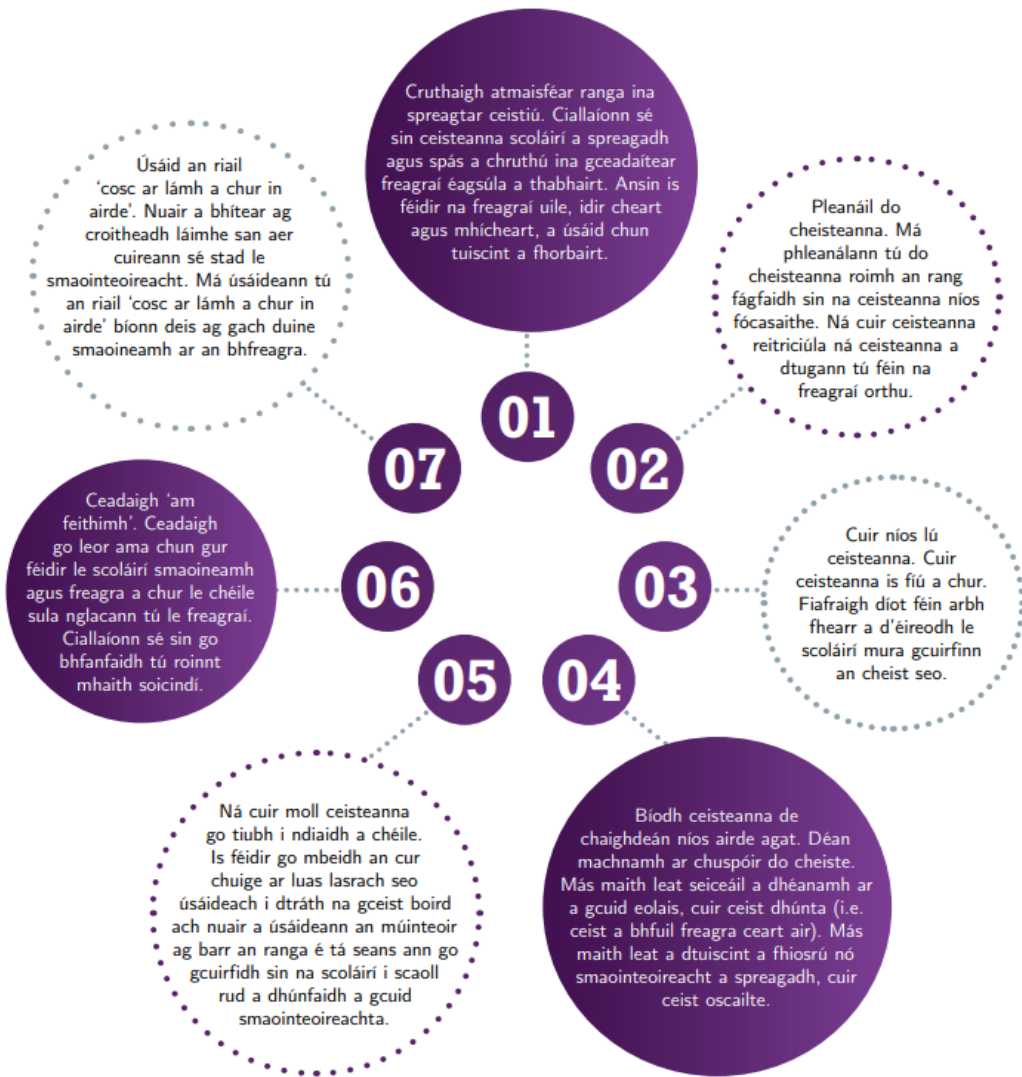 Cruthaigh atmaisféar ranga ina
spreagtar ceistiú. Ciallaíonn sé
sin ceisteanna scoláirí a spreagadh
agus spás a chruthú ina gceadaítear
freagraí éagsúla a thabhairt. Ansin is
féidir na freagraí uile, idir cheart
agus mhícheart, a úsáid chun
tuiscint a fhorbairt.
01
Pleanáil do
cheisteanna. Má
phleanálann tú do
cheisteanna roimh an rang
fágfaidh sin na ceisteanna níos
fócasaithe. Ná cuir ceisteanna
reitriciúla ná ceisteanna a
dtugann tú féin na
freagraí orthu.
02
Cuir níos lú
ceisteanna. Cuir
ceisteanna is fiú a chur.
Fiafraigh díot féin arbh
fhearr a d'éireodh le
scoláirí mura gcuirfinn
an cheist seo.
03
Bíodh ceisteanna de
chaighdeán níos airde agat. Déan
machnamh ar chuspóir do cheiste.
Más maith leat seiceáil a dhéanamh ar
a gcuid eolais, cuir ceist dhúnta (i.e.
ceist a bhfuil freagra ceart air). Más
maith leat a dtuiscint a fhiosrú nó
smaointeoireacht a spreagadh, cuir
ceist oscailte.
04
Ná cuir moll ceisteanna
go tiubh i ndiaidh a chéile.
Is féidir go mbeidh an cur
chuige ar luas lasrach seo
úsáideach i dtráth na gceist boird
ach nuair a úsáideann an múinteoir
ag barr an ranga é tá seans ann go
gcuirfidh sin na scoláirí i scaoll
rud a dhúnfaidh a gcuid
smaointeoireachta.
05
Ceadaigh ‘am
feithimh’. Ceadaigh
go leor ama chun gur
féidir le scoláirí smaoineamh
agus freagra a chur le chéile
sula nglacann tú le freagraí.
Ciallaíonn sé sin go
bhfanfaidh tú roinnt
mhaith soicindí.
06
Úsáid an riail
‘cosc ar lámh a chur in
airde’. Nuair a bhítear ag
croitheadh láimhe san aer
cuireann sé stad le
smaointeoireacht. Má úsáideann tú
an riail ‘cosc ar lámh a chur in
airde’ bíonn deis ag gach duine
smaoineamh ar an bhfreagra.
07